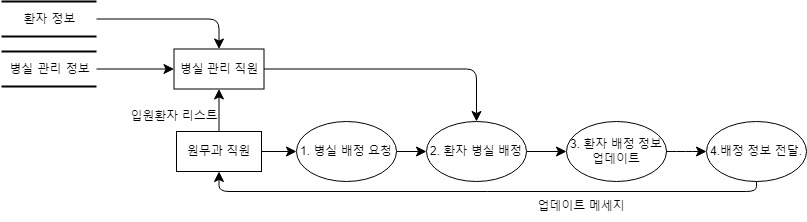 환자 정보
병실 관리 정보
병실 관리 직원
입원환자 리스트
원무과 직원
1. 병실 배정 요청
2. 환자 병실 배정
3. 환자 배정 정보
업데이트
4.배정 정보 전달.
업데이트 메세지